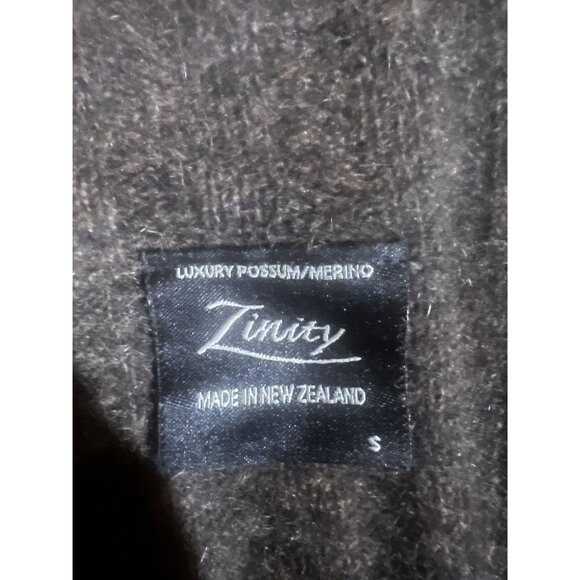 LUXURY POSSUM/MERINO
Zinity
MADE IN NEW ZEALAND
S